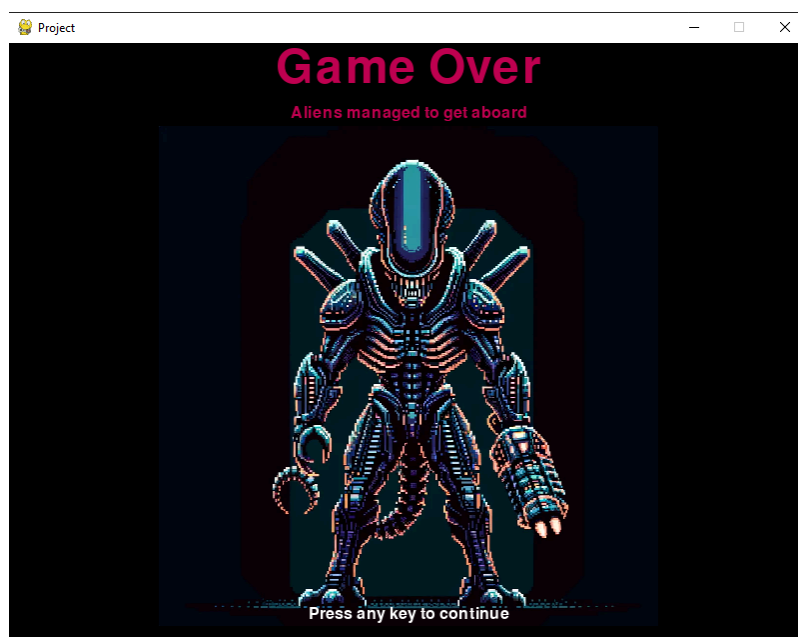 Project
Game Over
Aliens managed to get aboard
Press any key to continue